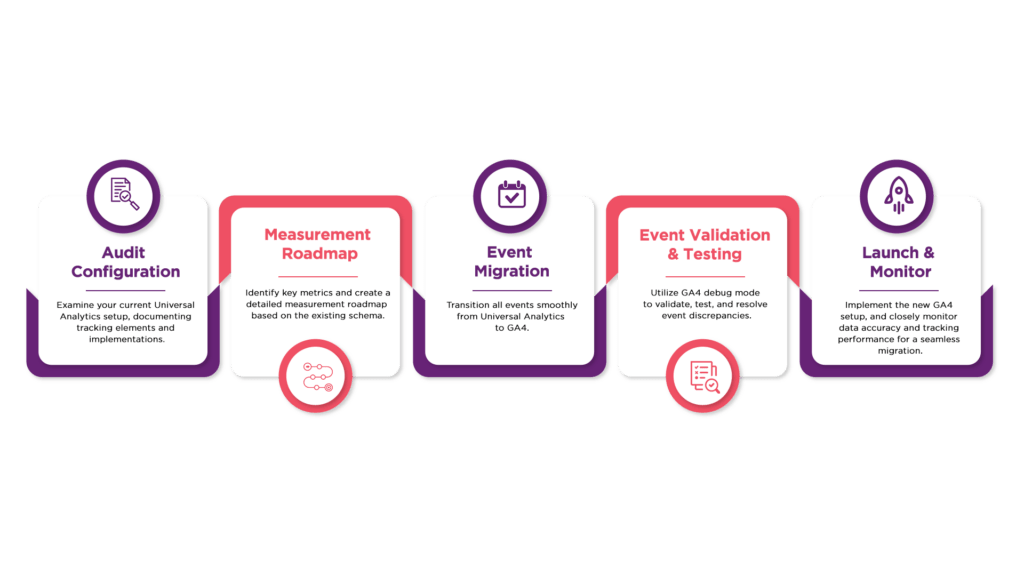 Audit
Configuration
Examine your current Universal
Analytics setup, documenting
tracking elements and
implementations.
Measurement
Roadmap
Identify key metrics and create a
detailed measurement roadmap
based on the existing schema.
Event
Migration
Transition all events smoothly
from Universal Analytics
to GA4.
Event Validation
& Testing
Utilize GA4 debug mode
to validate, test, and resolve
event discrepancies.
Launch &
Monitor
Implement the new GA4
setup, and closely monitor
data accuracy and tracking
performance for a seamless
migration.